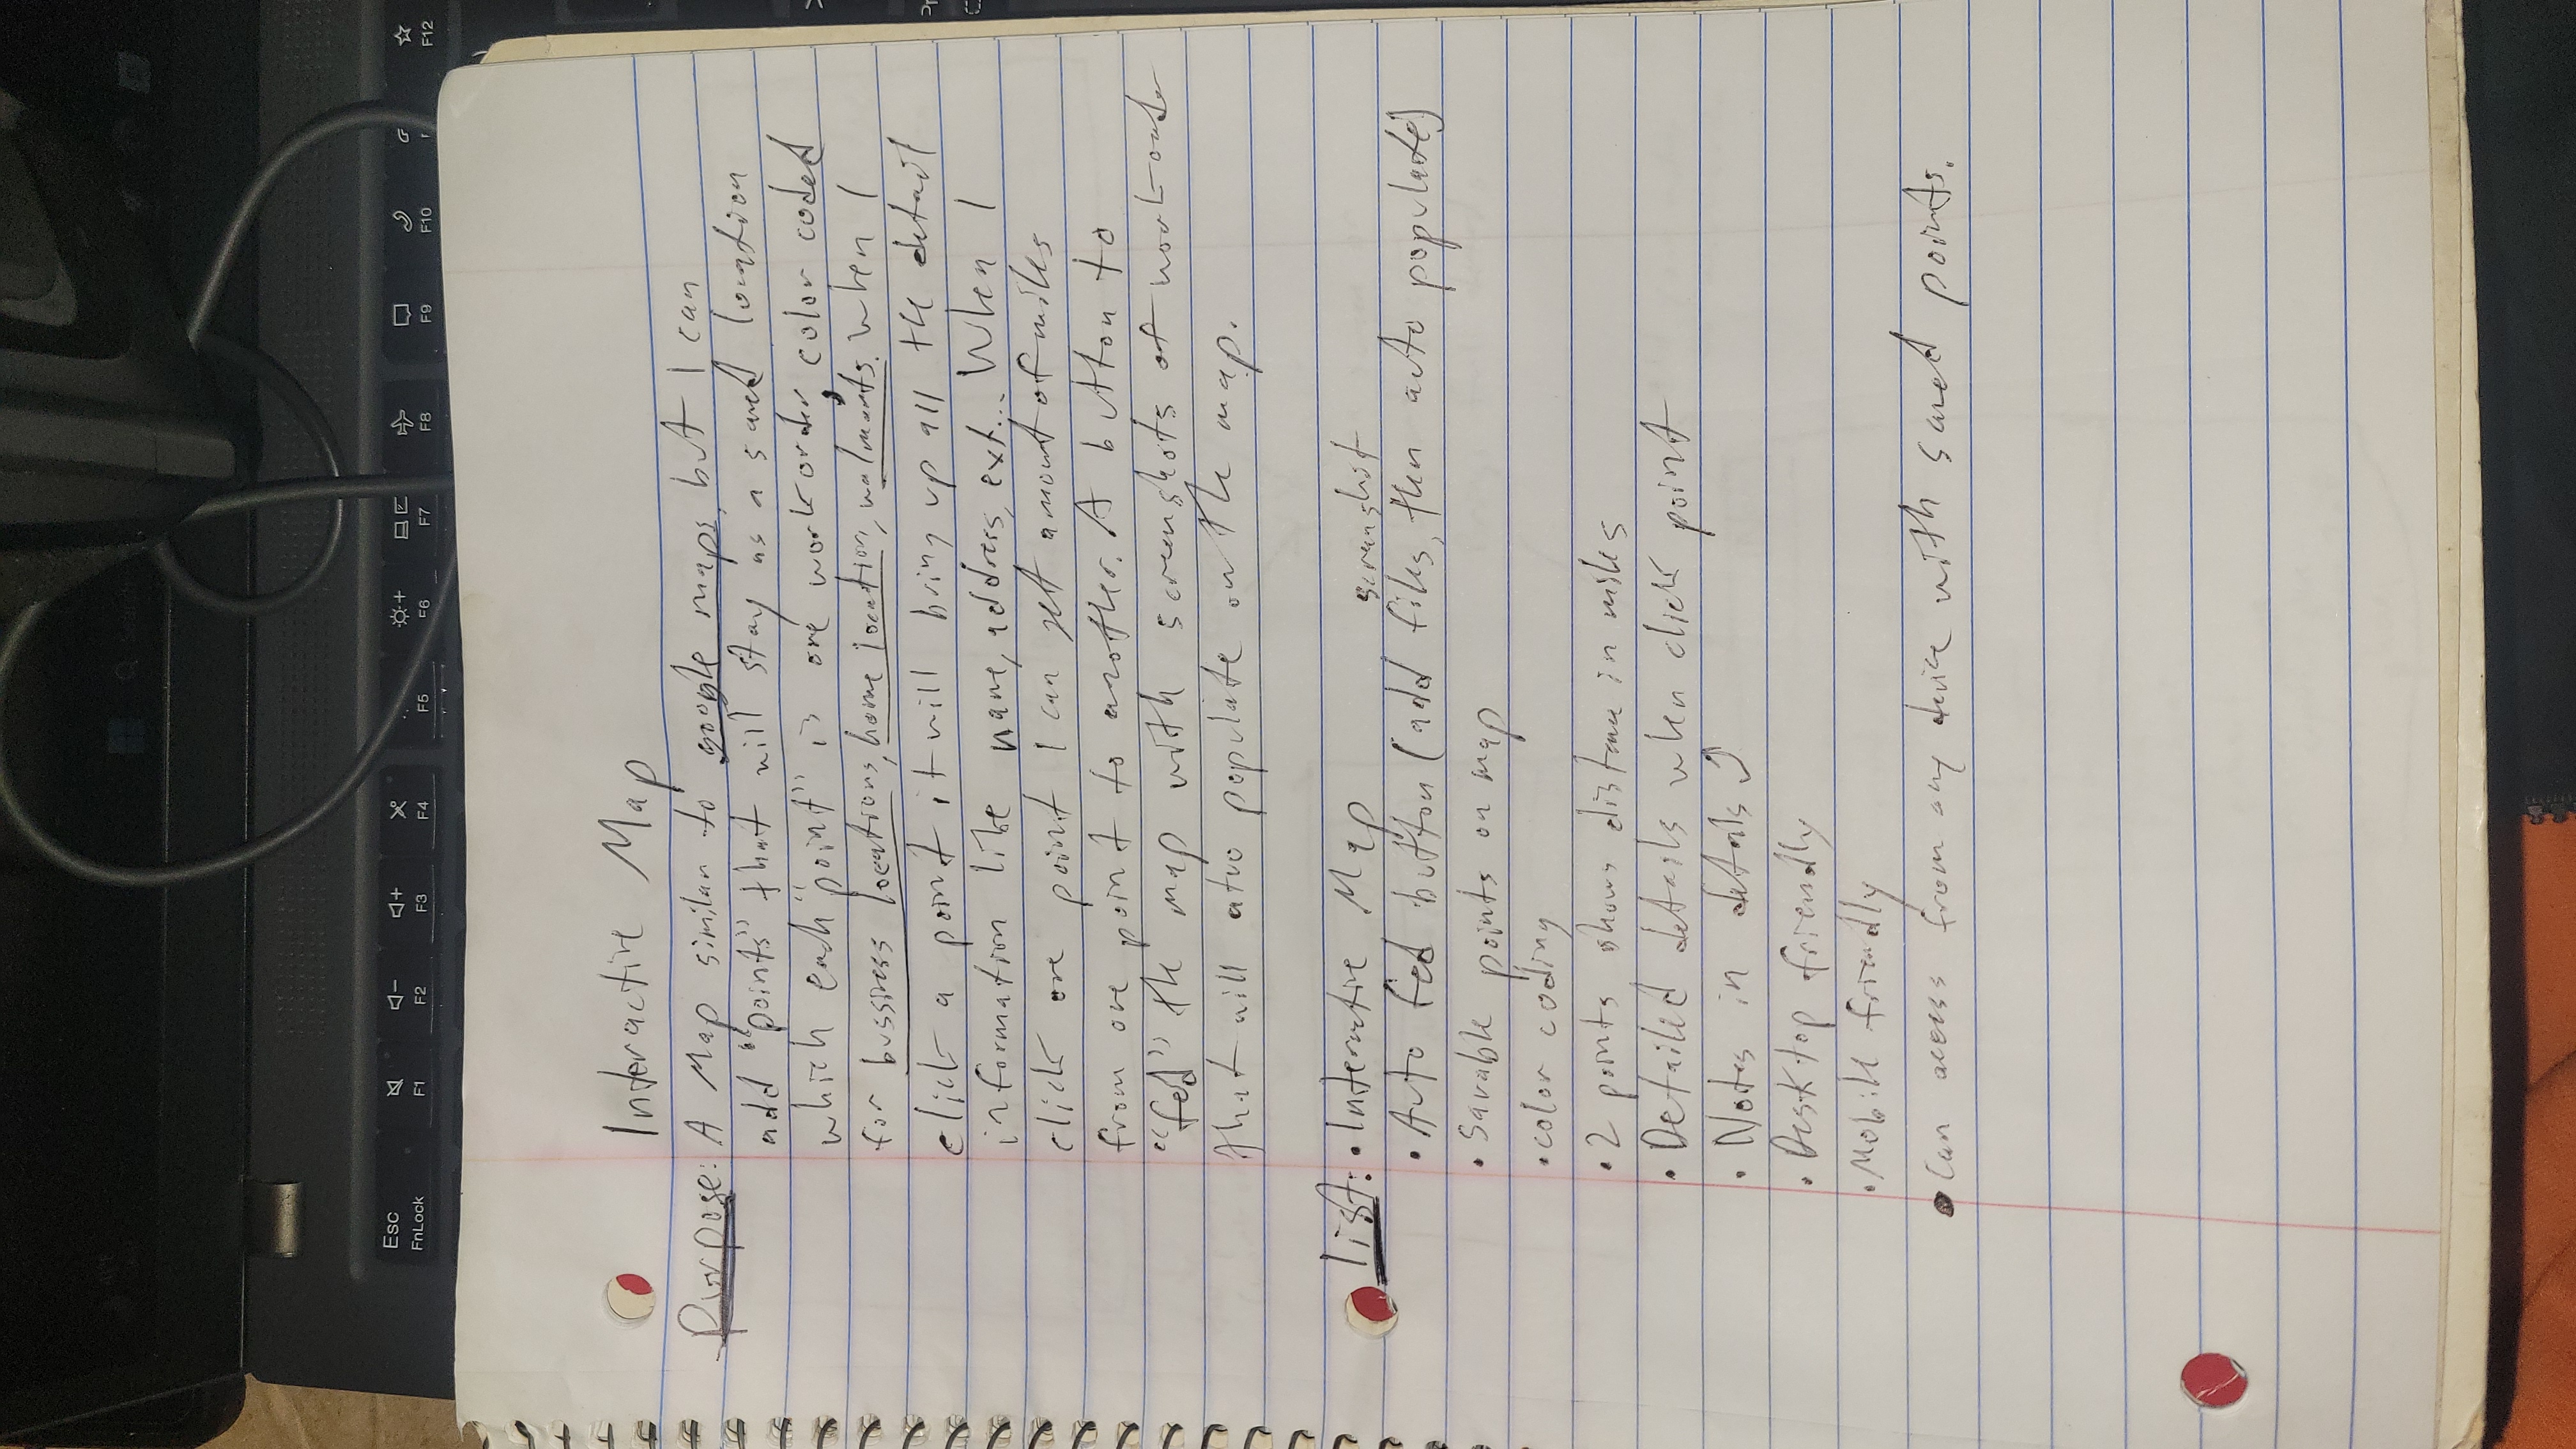 Search
Esc
FnLock
F1
F2
F3
F4
F5
F6
F7
F8
F9
F10
F12
Interactive Map
Purpose: A Map similar to google maps, but I can
add "points" that will stay as a saved location
which each "point" is one work order, color coded
for bussiness locations, home location, walmarts. When I
click a point it will bring up all the detail
information like name, address, ext... When I
click one point I can get amount of miles
from one point to another. A button to
"fed" the map with screenshots of work order
that will auto populate on the map.
list: • Interactive Map
screenshot
• Auto fed button (add files, then auto populate)
• Savable points on map
• color coding
• 2 points shows distance in miles
• Detailed details when click point
• Notes in details
• Desktop friendly
• Mobile friendly
• Can access from any device with saved points.